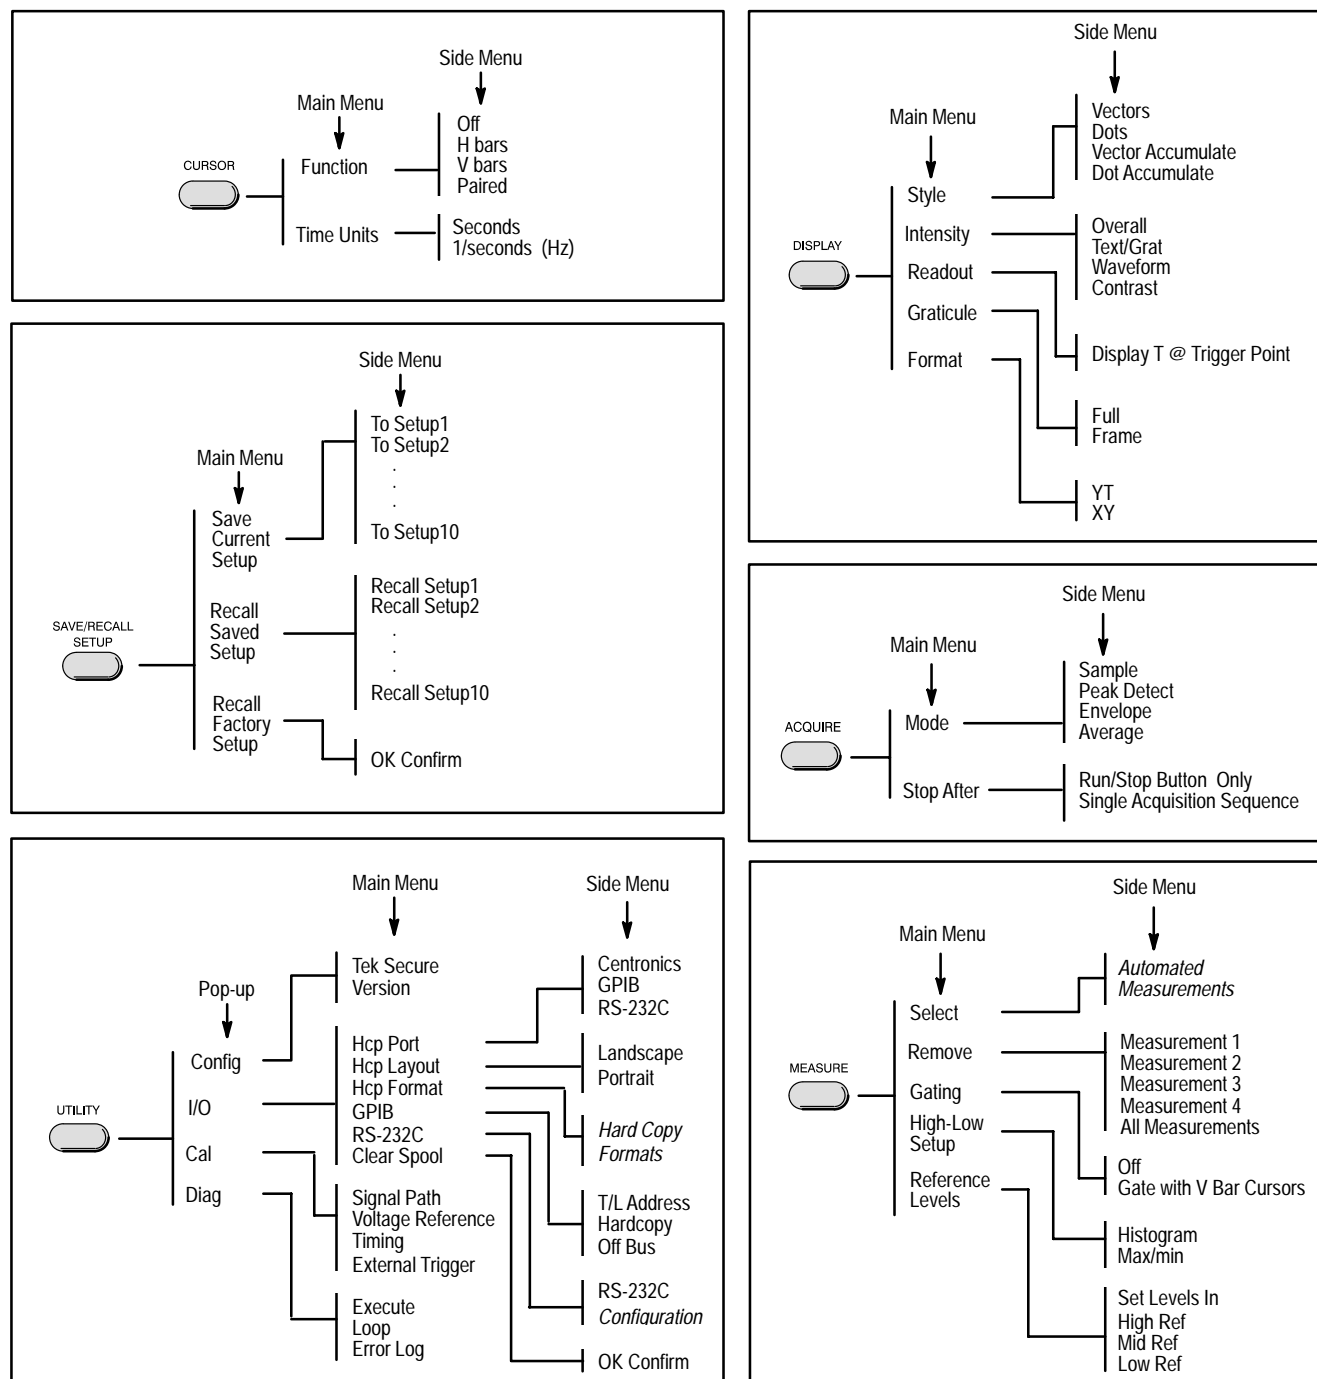 Side Menu
Main Menu
Off
H bars
V bars
Paired
CURSOR
Function
Time Units
Seconds
1/seconds (Hz)
Side Menu
To Setup1
To Setup2
.
.
.
To Setup10
Main Menu
Save
Current
Setup
Recall Setup1
Recall Setup2
.
.
.
Recall Setup10
Recall
Saved
Setup
SAVE/RECALL
SETUP
Recall
Factory
Setup
OK Confirm
Main Menu
Side Menu
Pop-up
Tek Secure
Version
Centronics
GPIB
RS-232C
Config
I/O
Cal
Diag
UTILITY
Hcp Port
Hcp Layout
Hcp Format
GPIB
RS-232C
Clear Spool
Landscape
Portrait
Hard Copy
Formats
Signal Path
Voltage Reference
Timing
External Trigger
T/L Address
Hardcopy
Off Bus
Execute
Loop
Error Log
RS-232C
Configuration
OK Confirm
Side Menu
Main Menu
Vectors
Dots
Vector Accumulate
Dot Accumulate
DISPLAY
Style
Intensity
Readout
Graticule
Format
Overall
Text/Grat
Waveform
Contrast
Display T @ Trigger Point
Full
Frame
YT
XY
Side Menu
Main Menu
Sample
Peak Detect
Envelope
Average
ACQUIRE
Mode
Stop After
Run/Stop Button Only
Single Acquisition Sequence
Side Menu
Main Menu
Automated
Measurements
MEASURE
Select
Remove
Gating
High-Low
Setup
Reference
Levels
Measurement 1
Measurement 2
Measurement 3
Measurement 4
All Measurements
Off
Gate with V Bar Cursors
Histogram
Max/min
Set Levels In
High Ref
Mid Ref
Low Ref